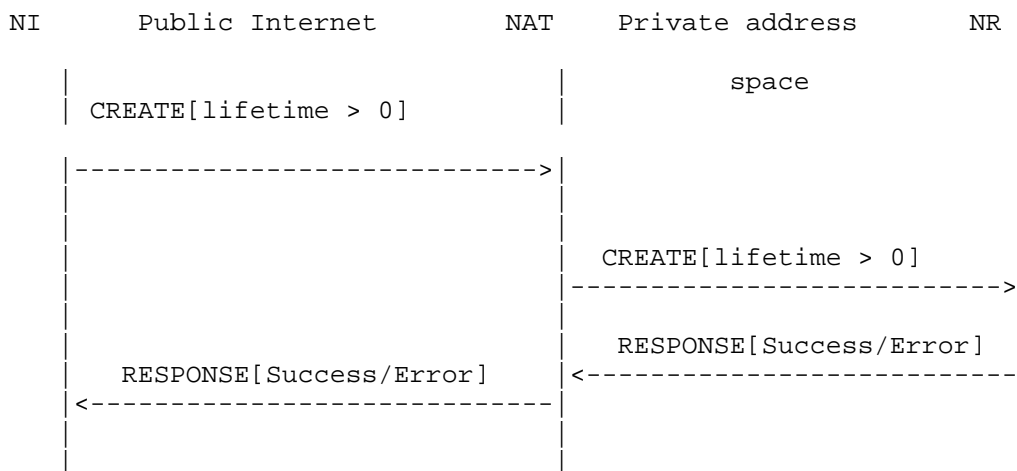 NI Public Internet NAT Private address NR
space
CREATE[lifetime > 0]
CREATE[lifetime > 0]
RESPONSE[Success/Error]
RESPONSE[Success/Error]